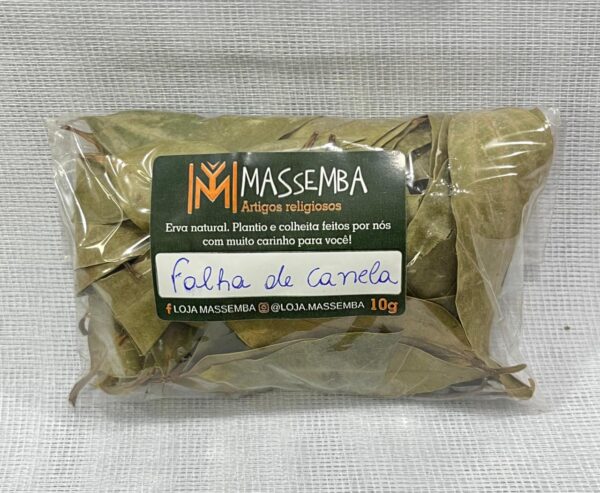 MASSEMBA
Artigos religiosos
Erva natural. Plantio e colheita feitos por nós
com muito carinho para você!
Folha de canela
LOJA MASSEMBA @LOJA.MASSEMBA 10g